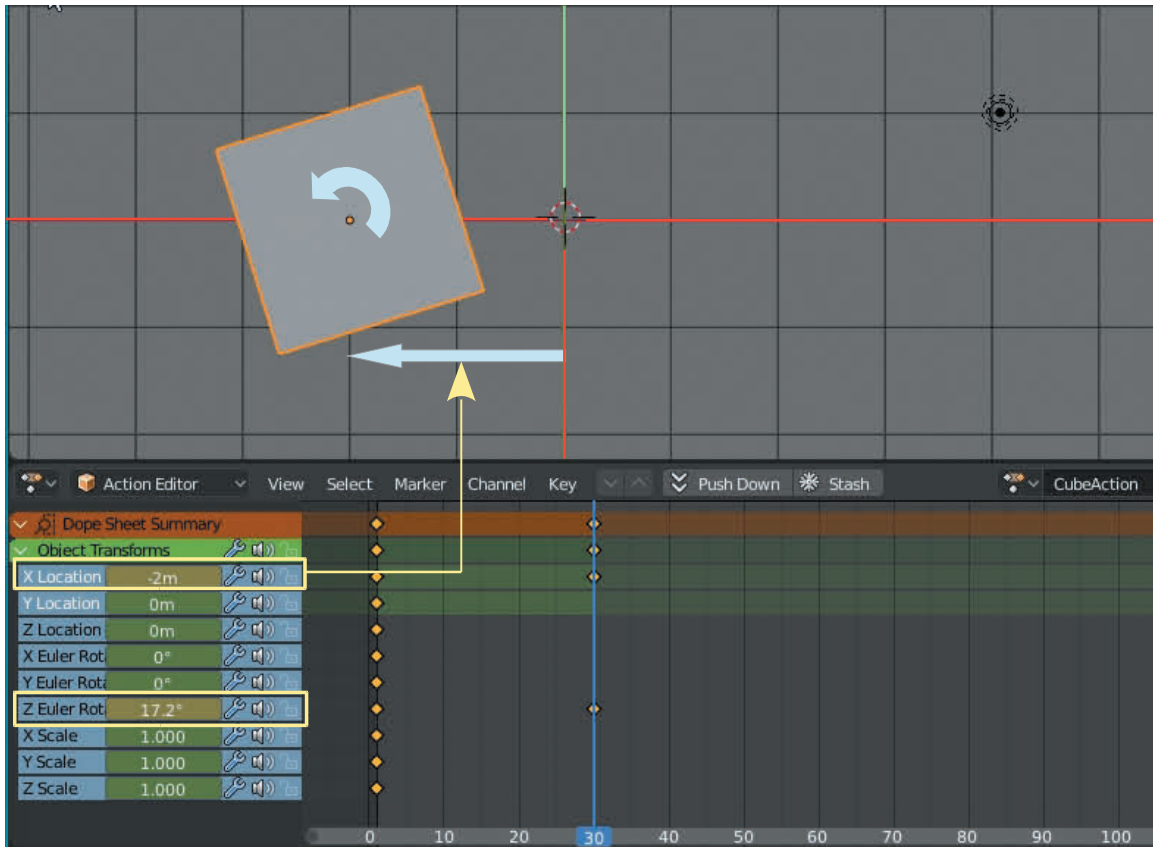 Action Editor View Select Marker Channel Key Push Down Stash CubeAction
Dope Sheet Summary
Object Transforms
X Location -2m
Y Location 0m
Z Location 0m
X Euler Rot 0°
Y Euler Rota 0°
Z Euler Rot 17.2°
X Scale 1.000
Y Scale 1.000
Z Scale 1.000
0 10 20 30 40 50 60 70 80 90 100